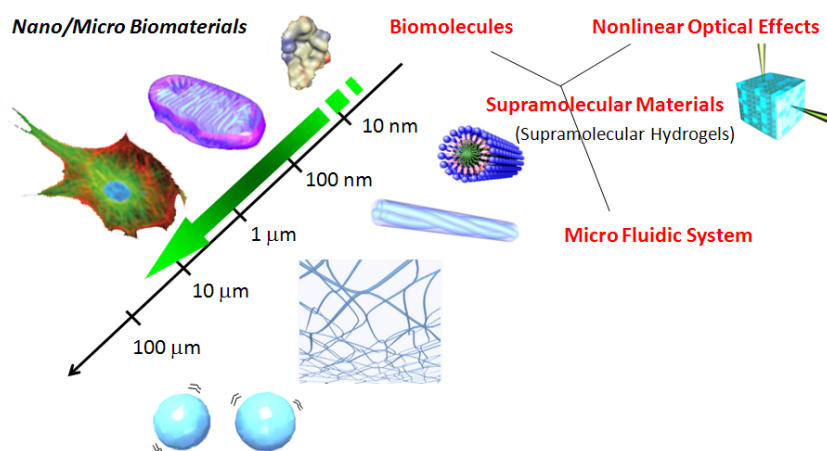 Nano/Micro Biomaterials
Biomolecules
Nonlinear Optical Effects
Supramolecular Materials
(Supramolecular Hydrogels)
Micro Fluidic System
10 nm
100 nm
1 μm
10 μm
100 μm